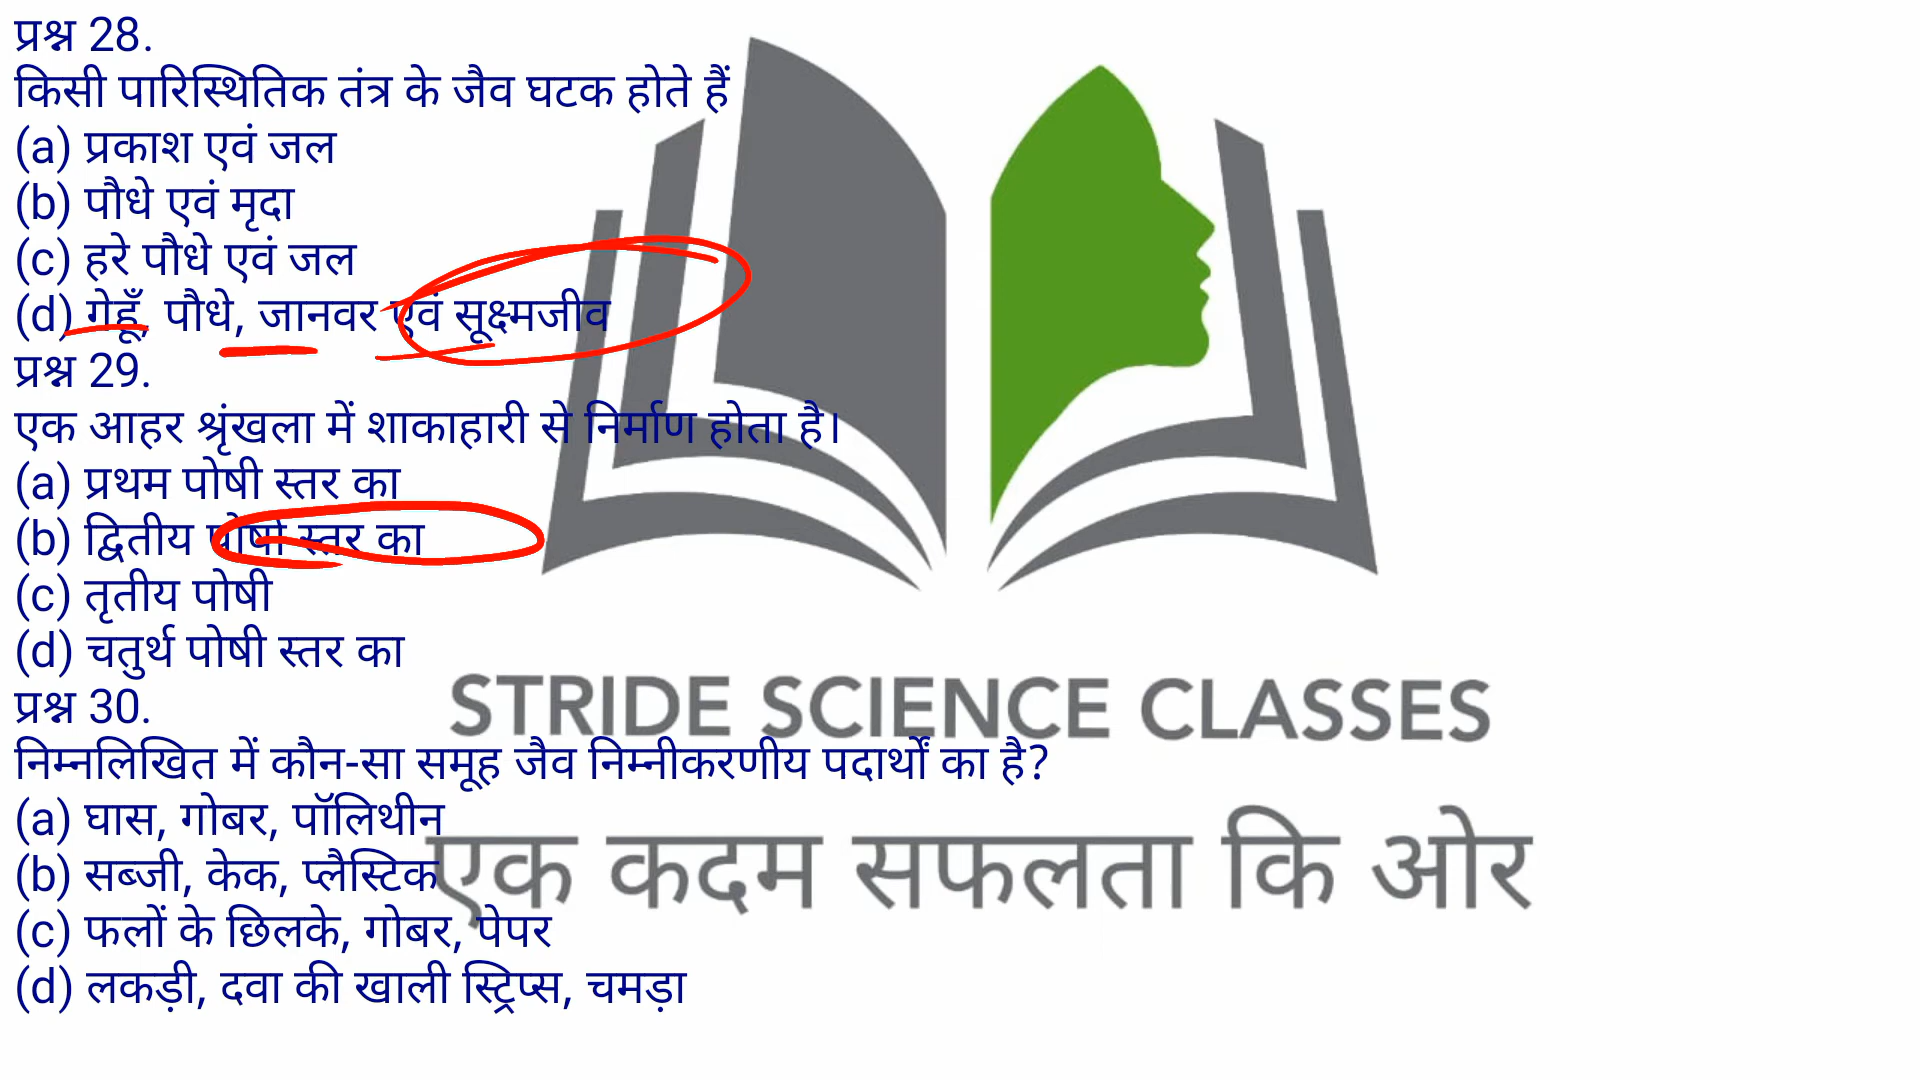 प्रश्न 28.
किसी पारिस्थितिक तंत्र के जैव घटक होते हैं
(a) प्रकाश एवं जल
(b) पौधे एवं मृदा
(c) हरे पौधे एवं जल
(d) गेहूँ, पौधे, जानवर एवं सूक्ष्मजीव
प्रश्न 29.
एक आहर श्रृंखला में शाकाहारी से निर्माण होता है।
(a) प्रथम पोषी स्तर का
(b) द्वितीय पोषी स्तर का
(c) तृतीय पोषी
(d) चतुर्थ पोषी स्तर का
प्रश्न 30.
STRIDE SCIENCE CLASSES
निम्नलिखित में कौन-सा समूह जैव निम्नीकरणीय पदार्थों का है?
(a) घास, गोबर, पॉलिथीन
(b) सब्जी, केक, प्लैस्टिक
एक कदम सफलता कि ओर
(c) फलों के छिलके, गोबर, पेपर
(d) लकड़ी, दवा की खाली स्ट्रिप्स, चमड़ा